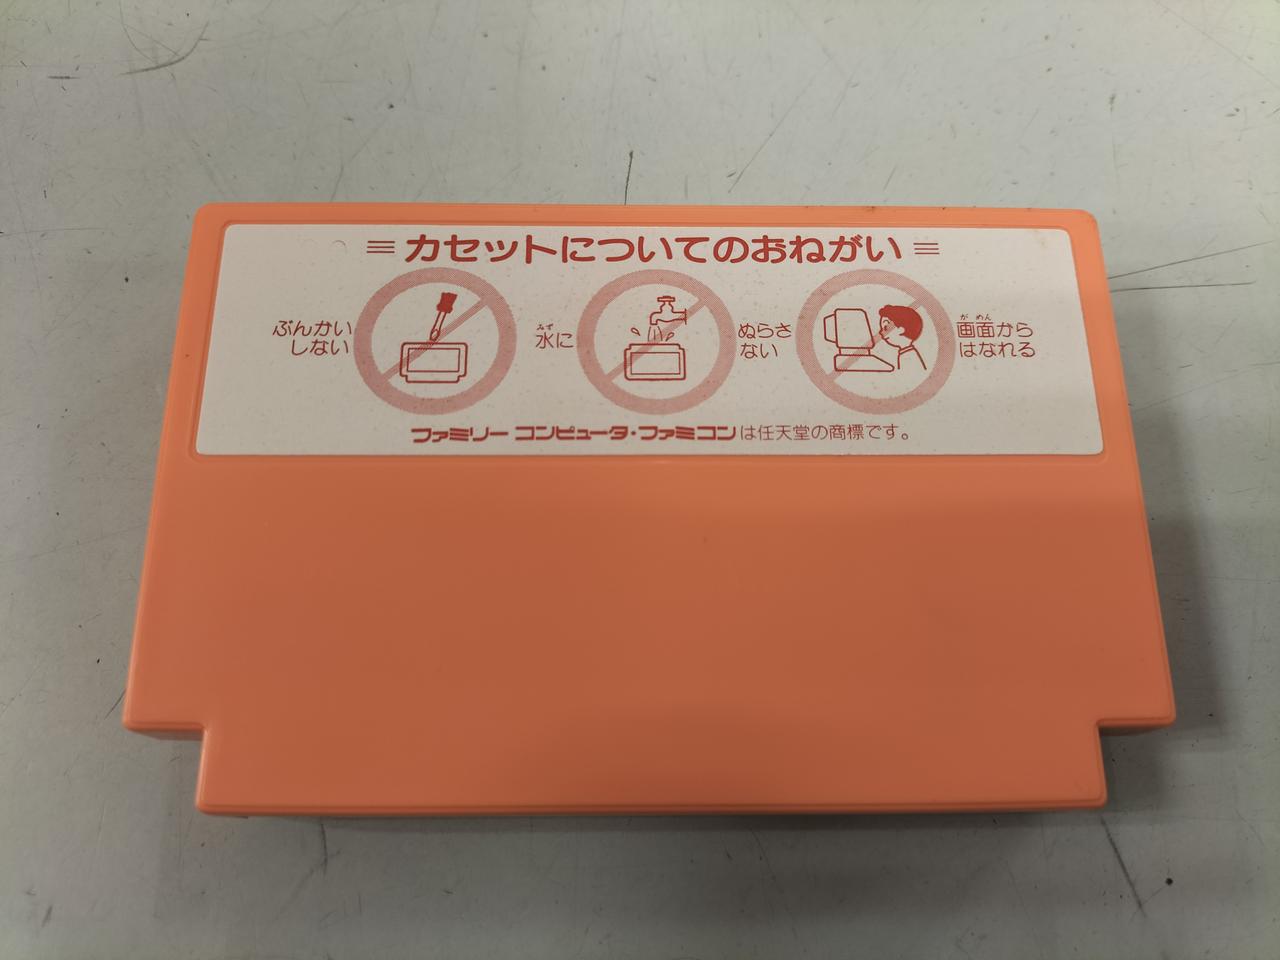 カセットについてのおねがい
ぶんかい
しない
みず
水に
ぬらさ
ない
がめん
画面から
はなれる
ファミリー コンピュータ・ファミコンは任天堂の商標です。